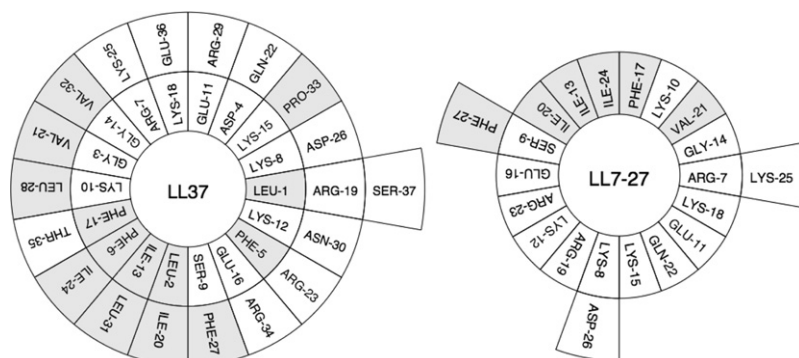 GLU-36
ARG-29
GLN-22
PRO-33
ASP-26
ARG-19
SER-37
ASN-30
ARG-23
ARG-34
PHE-27
ILE-20
LEU-31
ILE-24
THR-35
LEU-28
VAL-21
VAL-32
LYS-25
LYS-18
GLU-11
ASP-4
LYS-15
LYS-8
LEU-1
LYS-12
PHE-5
GLU-16
SER-9
LEU-2
ILE-13
PHE-6
PHE-17
LYS-10
GLY-3
GLY-14
ARG-7
LL37
PHE-27
SER-9
ILE-20
ILE-13
ILE-24
PHE-17
LYS-10
VAL-21
GLY-14
ARG-7
LYS-25
LYS-18
GLU-11
GLN-22
LYS-15
LYS-8
ASP-26
ARG-19
LYS-12
ARG-23
GLU-16
LL7-27